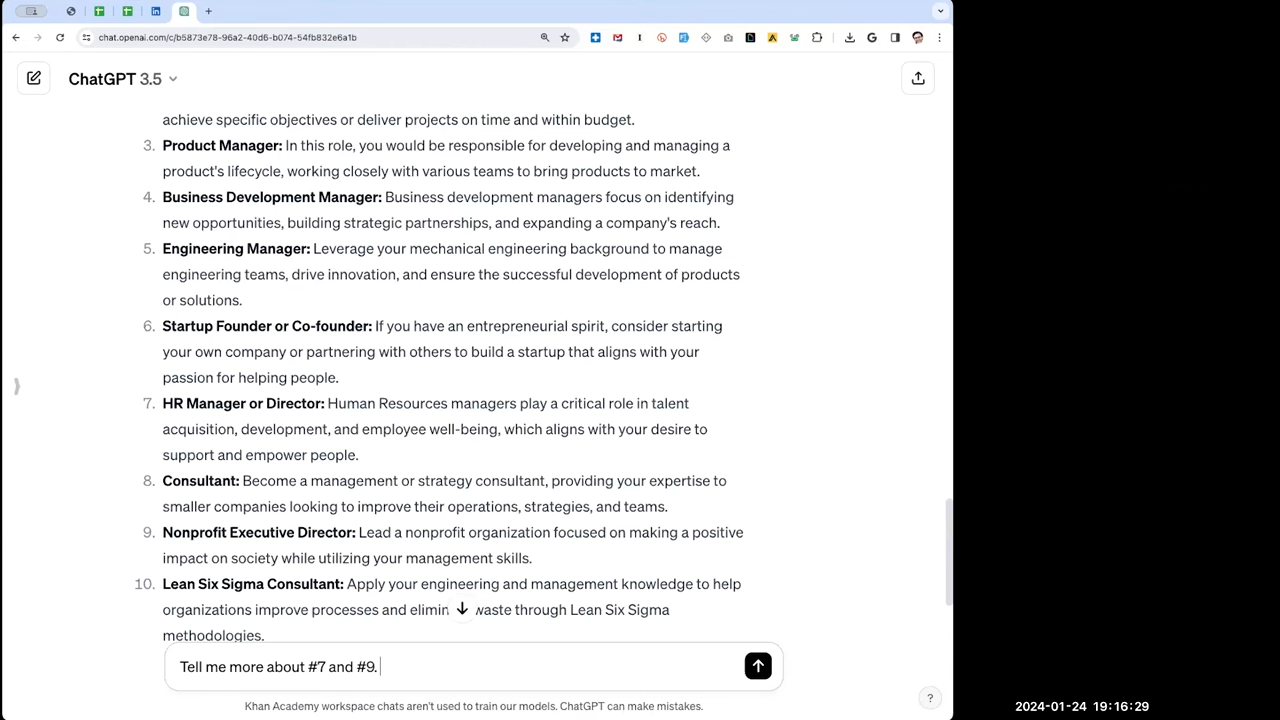 chat.openai.com/c/b5873e78-96a2-40d6-b074-54fb832e6a1b
ChatGPT 3.5
achieve specific objectives or deliver projects on time and within budget.
3. Product Manager: In this role, you would be responsible for developing and managing a
product's lifecycle, working closely with various teams to bring products to market.
4. Business Development Manager: Business development managers focus on identifying
new opportunities, building strategic partnerships, and expanding a company's reach.
5. Engineering Manager: Leverage your mechanical engineering background to manage
engineering teams, drive innovation, and ensure the successful development of products
or solutions.
6. Startup Founder or Co-founder: If you have an entrepreneurial spirit, consider starting
your own company or partnering with others to build a startup that aligns with your
passion for helping people.
7. HR Manager or Director: Human Resources managers play a critical role in talent
acquisition, development, and employee well-being, which aligns with your desire to
support and empower people.
8. Consultant: Become a management or strategy consultant, providing your expertise to
smaller companies looking to improve their operations, strategies, and teams.
9. Nonprofit Executive Director: Lead a nonprofit organization focused on making a positive
impact on society while utilizing your management skills.
10. Lean Six Sigma Consultant: Apply your engineering and management knowledge to help
organizations improve processes and elimin waste through Lean Six Sigma
methodologies.
Tell me more about #7 and #9.
Khan Academy workspace chats aren't used to train our models. ChatGPT can make mistakes.
?
2024-01-24 19:16:29